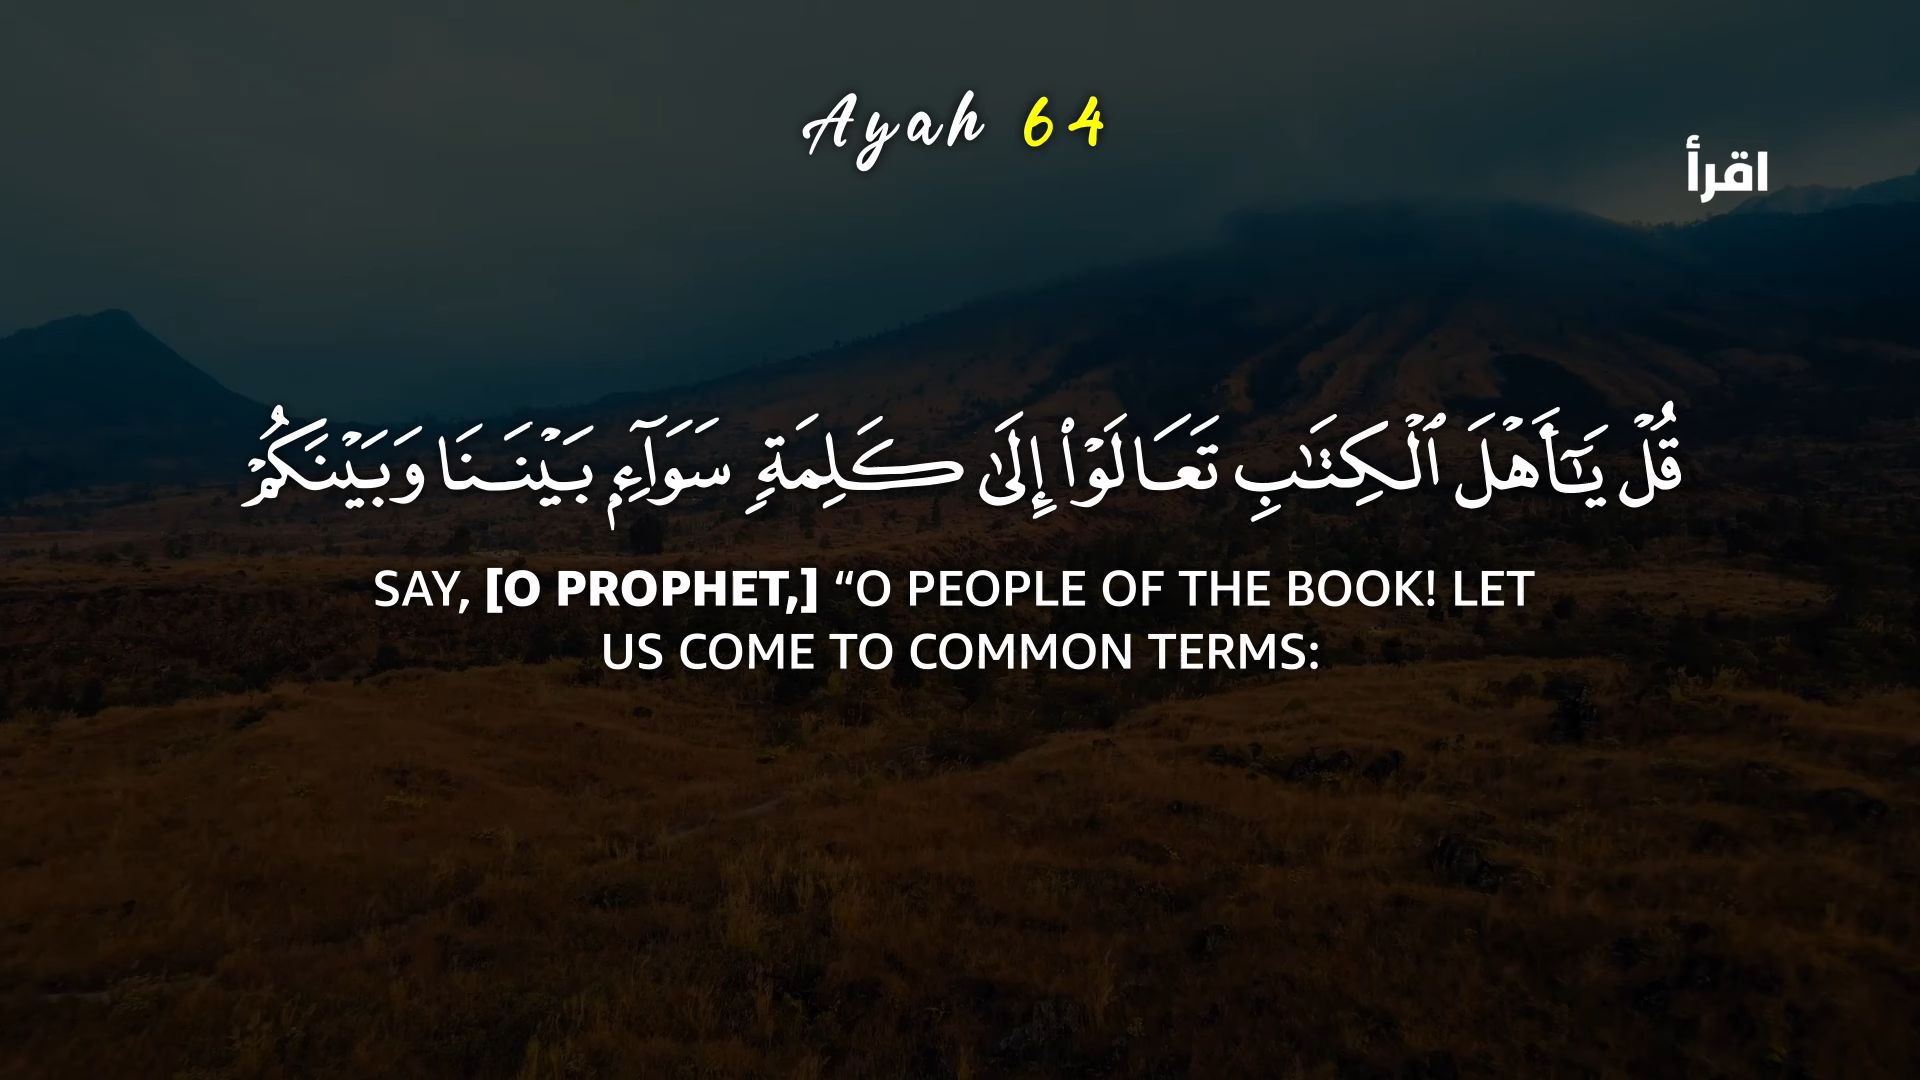 Ayah 64
اقرأ
قُلْ يَـٰٓأَهْلَ ٱلْكِتَـٰبِ تَعَالَوْا۟ إِلَىٰ كَلِمَةٍ سَوَآءٍۭ بَيْنَنَا وَبَيْنَكُمْ
SAY, [O PROPHET,] “O PEOPLE OF THE BOOK! LET
US COME TO COMMON TERMS: